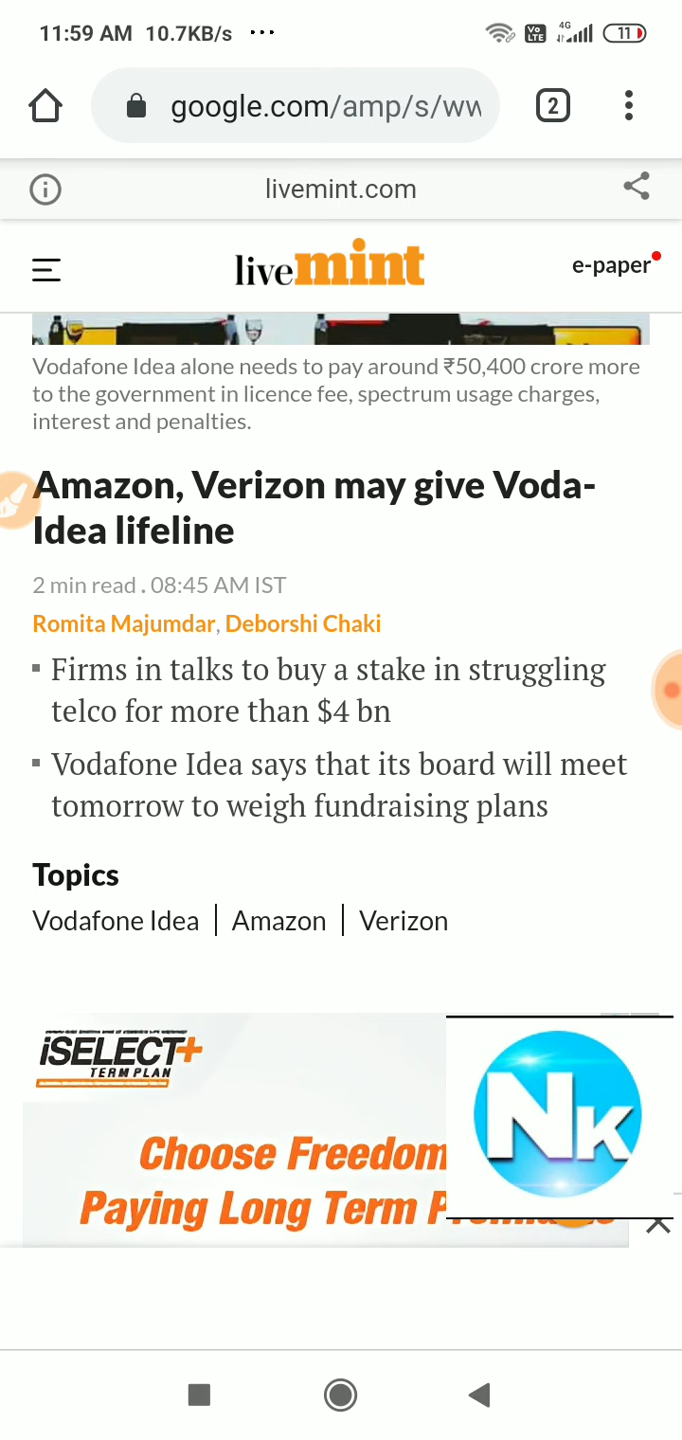 11:59 AM 10.7KB/s ...
Vo LTE 4G 11
google.com/amp/s/ww
2
livemint.com
livemint
e-paper
Vodafone Idea alone needs to pay around ₹50,400 crore more
to the government in licence fee, spectrum usage charges,
interest and penalties.
Amazon, Verizon may give Voda-
Idea lifeline
2 min read . 08:45 AM IST
Romita Majumdar, Deborshi Chaki
▪ Firms in talks to buy a stake in struggling
telco for more than $4 bn
▪ Vodafone Idea says that its board will meet
tomorrow to weigh fundraising plans
Topics
Vodafone Idea | Amazon | Verizon
iSELECT+
TERM PLAN
NK
Choose Freedom
Paying Long Term